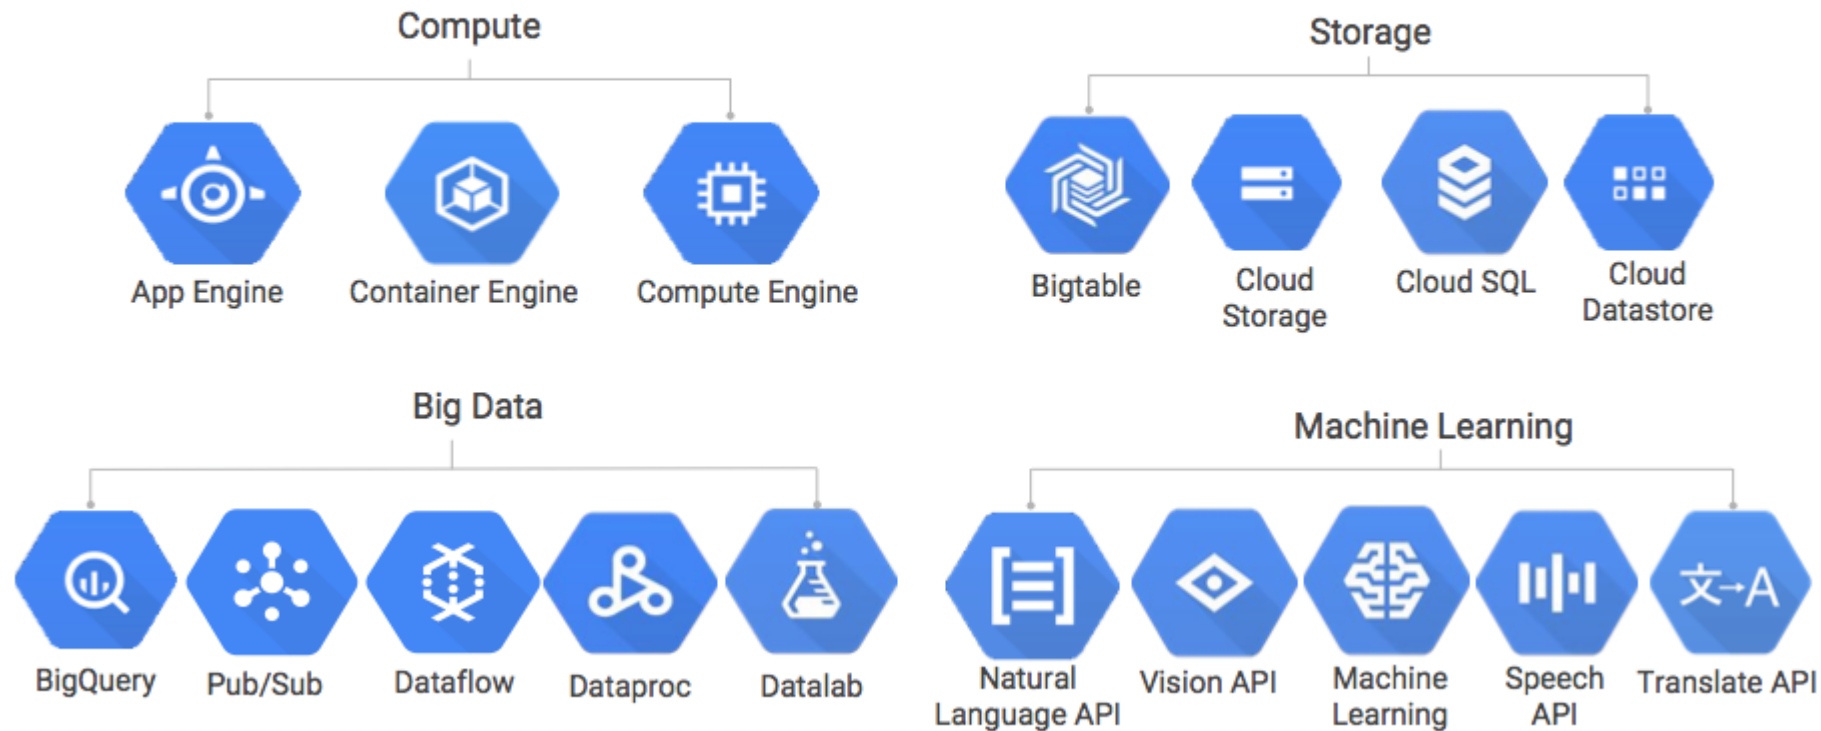 Compute
App Engine
Container Engine
Compute Engine
Storage
Bigtable
Cloud
Storage
Cloud SQL
Cloud
Datastore
Big Data
BigQuery
Pub/Sub
Dataflow
Dataproc
Datalab
Machine Learning
Natural
Language API
Vision API
Machine
Learning
Speech
API
文→A
Translate API